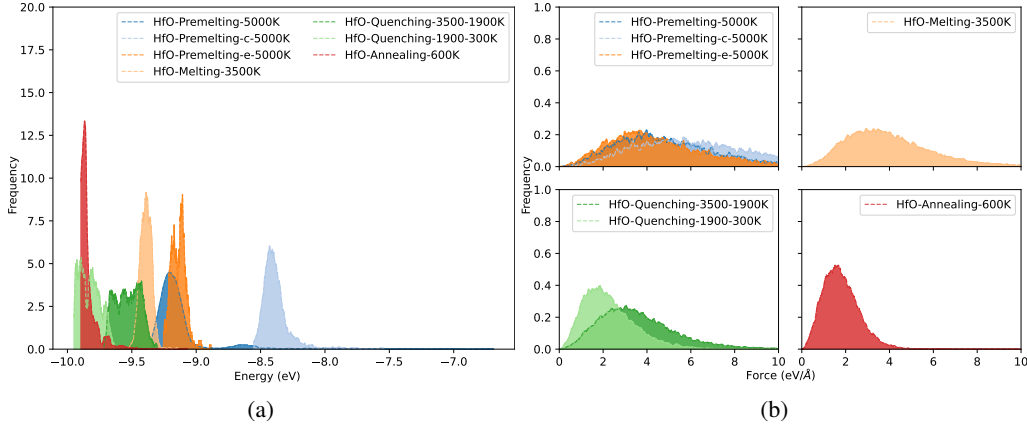 20.0
17.5
15.0
12.5
10.0
7.5
5.0
2.5
0.0
Frequency
HfO-Premelting-5000K
HfO-Premelting-c-5000K
HfO-Premelting-e-5000K
HfO-Melting-3500K
HfO-Quenching-3500-1900K
HfO-Quenching-1900-300K
HfO-Annealing-600K
−10.0 −9.5 −9.0 −8.5 −8.0 −7.5 −7.0
Energy (eV)
(a)
1.0
0.8
0.6
0.4
0.2
0.0
Frequency
HfO-Premelting-5000K
HfO-Premelting-c-5000K
HfO-Premelting-e-5000K
HfO-Melting-3500K
1.0
0.8
0.6
0.4
0.2
0.0
Frequency
HfO-Quenching-3500-1900K
HfO-Quenching-1900-300K
0 2 4 6 8 10
HfO-Annealing-600K
0 2 4 6 8 10
Force (eV/Å)
(b)